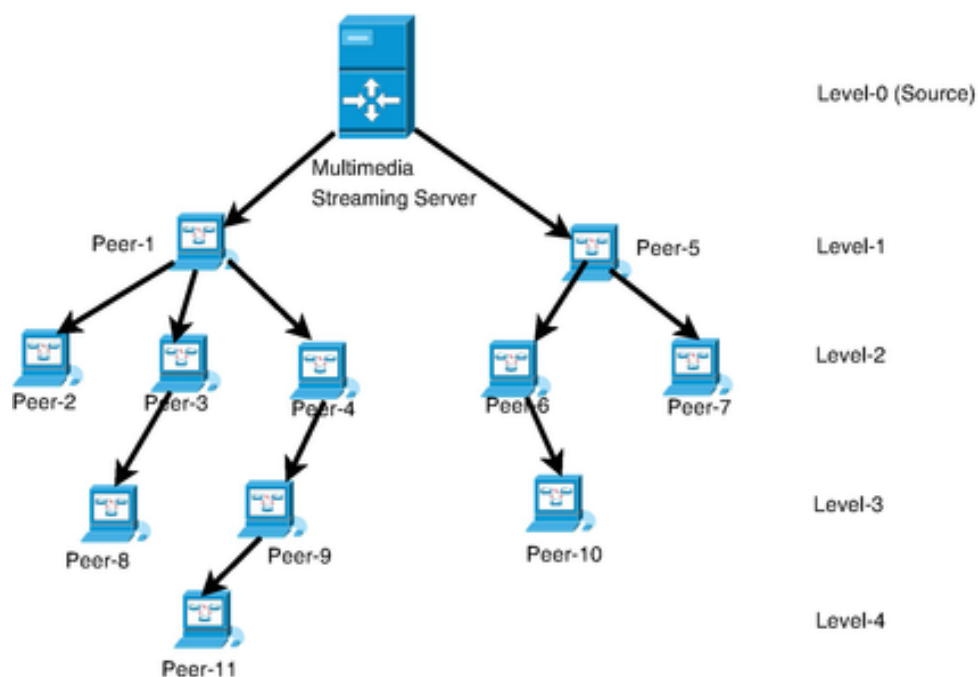 Level-0 (Source)
Multimedia
Streaming Server
Peer-1
Peer-5
Level-1
Level-2
Peer-2
Peer-3
Peer-4
Peer-6
Peer-7
Level-3
Peer-8
Peer-9
Peer-10
Level-4
Peer-11